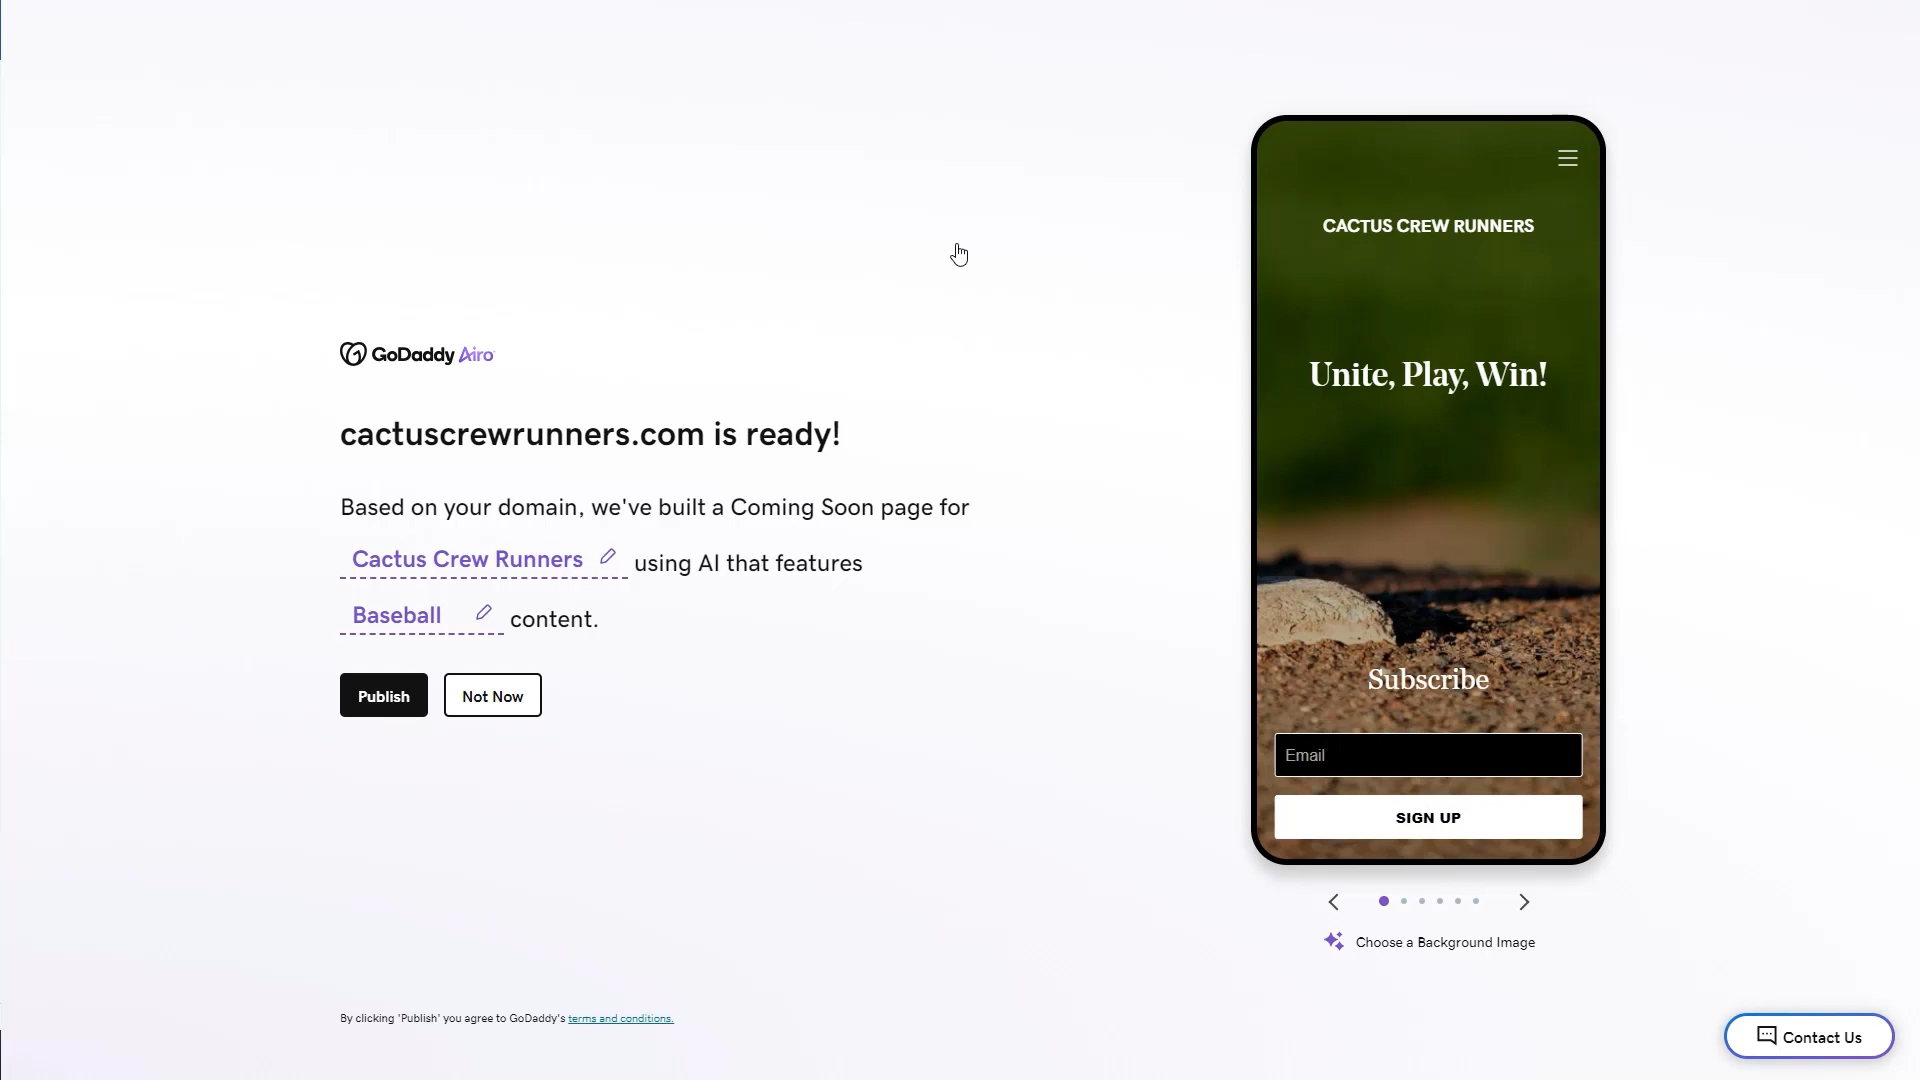 GoDaddy Airo
cactuscrewrunners.com is ready!
Based on your domain, we've built a Coming Soon page for
Cactus Crew Runners using AI that features
Baseball content.
Publish Not Now
By clicking 'Publish' you agree to GoDaddy's terms and conditions.
CACTUS CREW RUNNERS
Unite, Play, Win!
Subscribe
Email
SIGN UP
Choose a Background Image
Contact Us